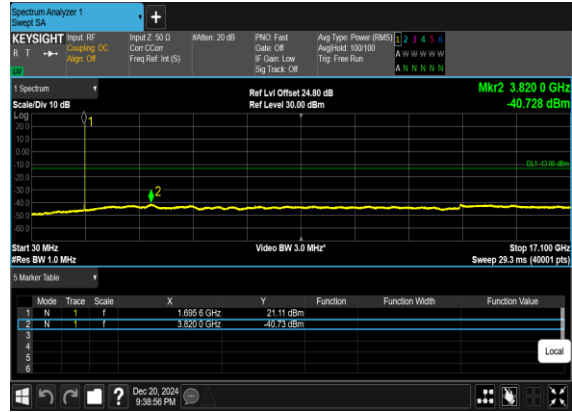 Spectrum Analyzer 1
Swept SA
+
KEYSIGHT Input: RF Input Z: 50 Ω #Atten: 20 dB PNO: Fast Avg Type: Power (RMS) 1 2 3 4 5 6
R T Coupling: DC Corr CCorr Gate: Off Avg|Hold: 100/100 A W W W W W
Align: Off Freq Ref: Int (S) IF Gain: Low Trig: Free Run
Sig Track: Off A N N N N N
1 Spectrum Ref Lvl Offset 24.80 dB Mkr2 3.820 0 GHz
Scale/Div 10 dB Ref Level 30.00 dBm -40.728 dBm
Log
20.0
10.0
0.00
-10.0
-20.0
-30.0
-40.0
-50.0
-60.0
1
DL1 -13.00 dBm
2
Start 30 MHz Video BW 3.0 MHz* Stop 17.100 GHz
#Res BW 1.0 MHz Sweep 29.3 ms (40001 pts)
5 Marker Table
Mode Trace Scale X Y Function Function Width Function Value
1 N 1 f 1.695 6 GHz 21.11 dBm
2 N 1 f 3.820 0 GHz -40.73 dBm
3
4
5
6
Local
? Dec 20, 2024
9:38:56 PM